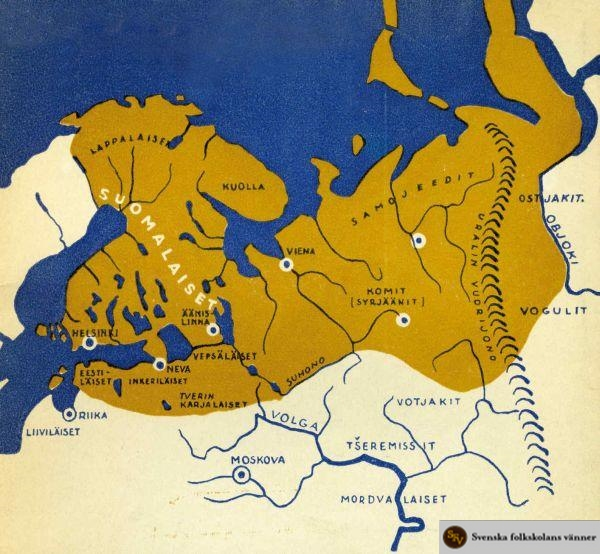 LAPPALAISET
KUOLLA
SUOMALAISET
SAMOJEEDIT
OSTJAKIT.
OBJOKI
URALIN VUORIJONO
VIENA
KOMIT
[SYRJÄÄNIT]
VOGULIT
ÄÄNIS
LINNA
HELSINKI
VEPSÄLÄISET
NEVA
EESTI-
LÄISET
INKERILÄISET
SUHONO
TVERIN
KARJALAISET
RIIKA
LIIVILÄISET
VOLGA
VOTJAKIT
TŠEREMISSIT
MOSKOVA
MORDVALAISET
SFV
Svenska folkskolans vänner